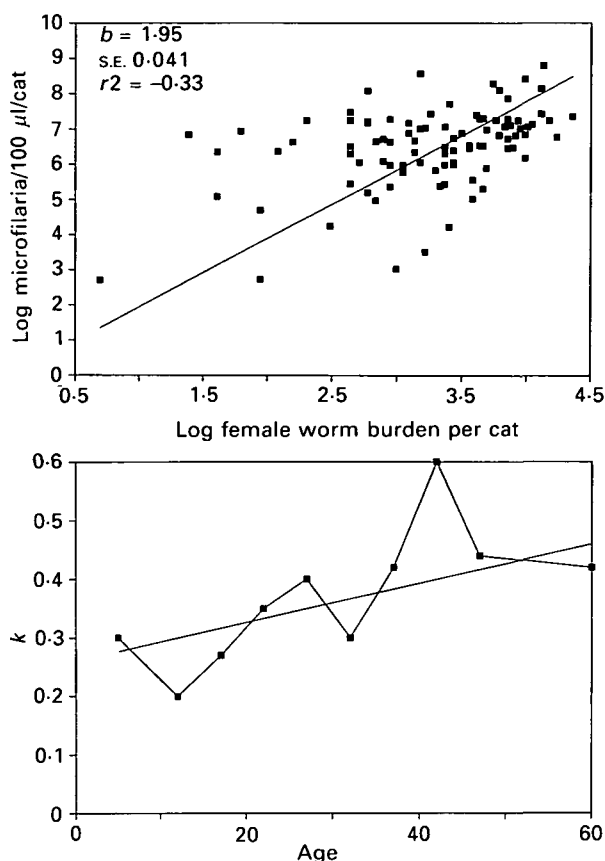 10
9
8
7
6
5
4
3
2
1
0
b = 1·95
S.E. 0·041
r2 = −0·33
Log microfilaria/100 µl/cat
0·5 1·5 2·5 3·5 4·5
Log female worm burden per cat
0·6
0·5
0·4
0·3
0·2
0·1
0
k
0 20 40 60
Age